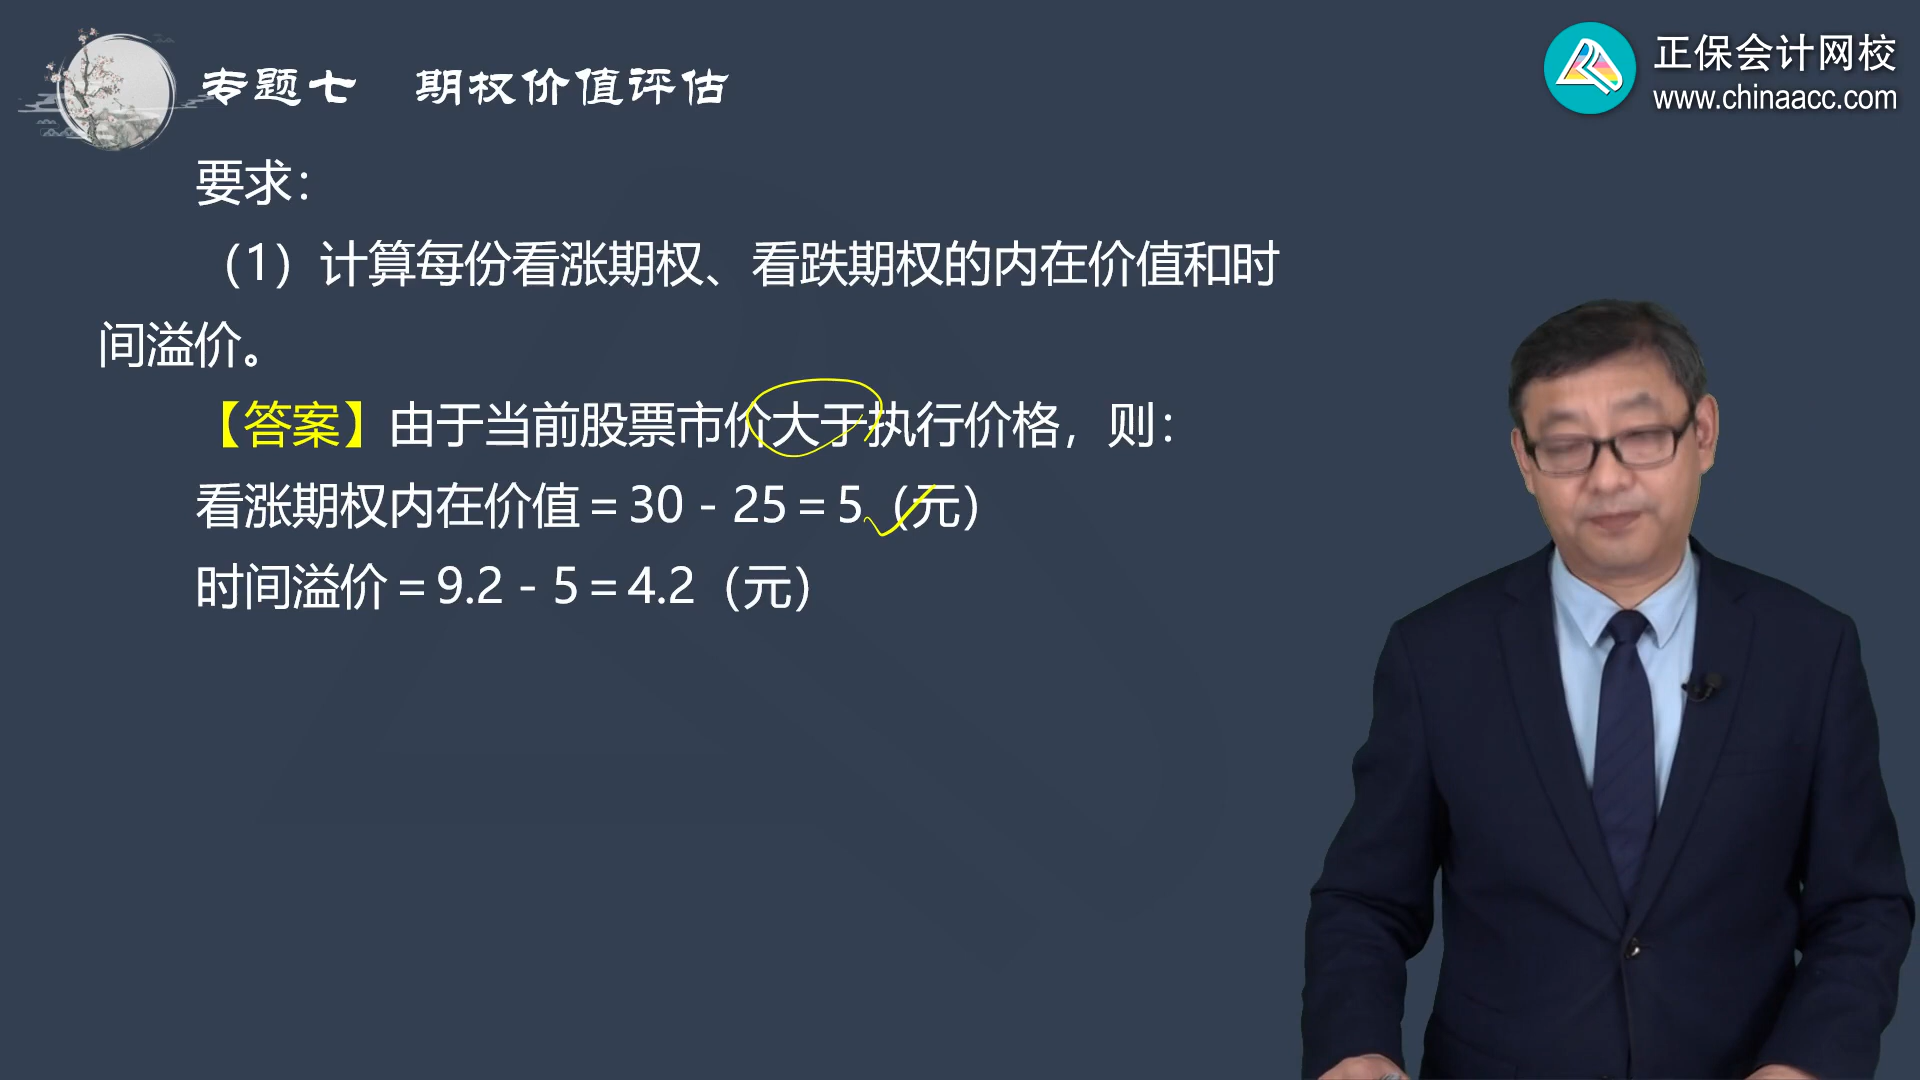 专题七　期权价值评估
正保会计网校
www.chinaacc.com
要求：
（1）计算每份看涨期权、看跌期权的内在价值和时
间溢价。
【答案】由于当前股票市价大于执行价格，则：
看涨期权内在价值＝30－25＝5（元）
时间溢价＝9.2－5＝4.2（元）